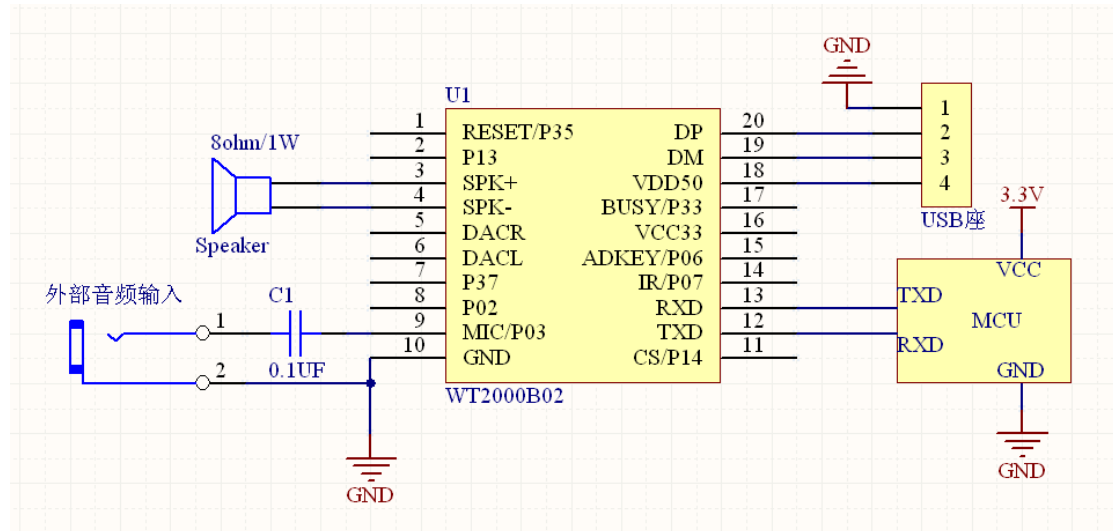 GND
U1
8ohm/1W
Speaker
1 RESET/P35
2 P13
3 SPK+
4 SPK-
5 DACR
6 DACL
7 P37
8 P02
9 MIC/P03
10 GND
DP 20
DM 19
VDD50 18
BUSY/P33 17
VCC33 16
ADKEY/P06 15
IR/P07 14
RXD 13
TXD 12
CS/P14 11
WT2000B02
1
2
3
4
USB座
3.3V
VCC
TXD
MCU
RXD
GND
GND
外部音频输入
1
C1
2
0.1UF
GND